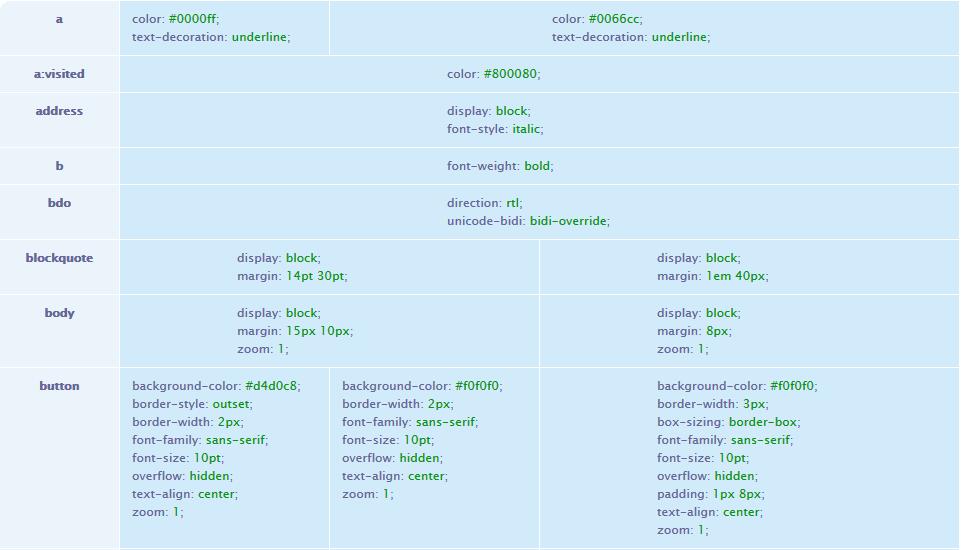 a
color: #0000ff;
text-decoration: underline;
color: #0066cc;
text-decoration: underline;
a:visited
color: #800080;
address
display: block;
font-style: italic;
b
font-weight: bold;
bdo
direction: rtl;
unicode-bidi: bidi-override;
blockquote
display: block;
margin: 14pt 30pt;
display: block;
margin: 1em 40px;
body
display: block;
margin: 15px 10px;
zoom: 1;
display: block;
margin: 8px;
zoom: 1;
button
background-color: #d4d0c8;
border-style: outset;
border-width: 2px;
font-family: sans-serif;
font-size: 10pt;
overflow: hidden;
text-align: center;
zoom: 1;
background-color: #f0f0f0;
border-width: 2px;
font-family: sans-serif;
font-size: 10pt;
overflow: hidden;
text-align: center;
zoom: 1;
background-color: #f0f0f0;
border-width: 3px;
box-sizing: border-box;
font-family: sans-serif;
font-size: 10pt;
overflow: hidden;
padding: 1px 8px;
text-align: center;
zoom: 1;